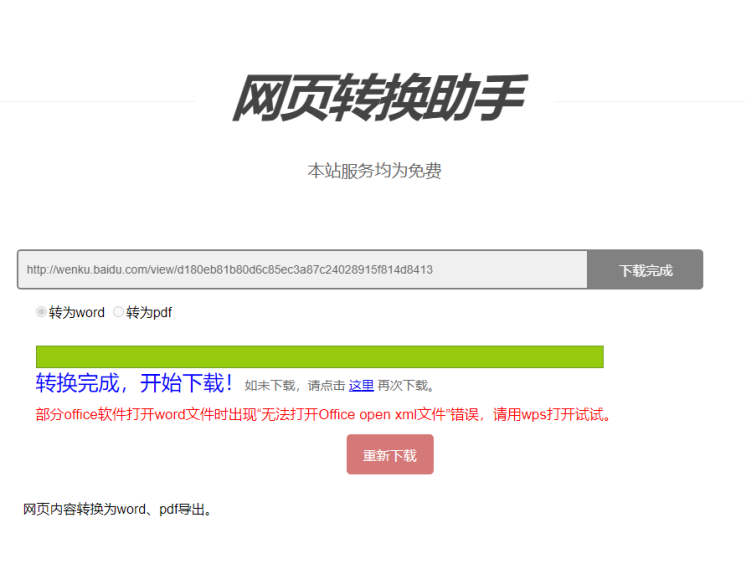 网页转换助手
本站服务均为免费
http://wenku.baidu.com/view/d180eb81b80d6c85ec3a87c24028915f814d8413 下载完成
转为word 转为pdf
转换完成，开始下载！ 如未下载，请点击 这里 再次下载。
部分office软件打开word文件时出现“无法打开Office open xml文件”错误，请用wps打开试试。
重新下载
网页内容转换为word、pdf导出。